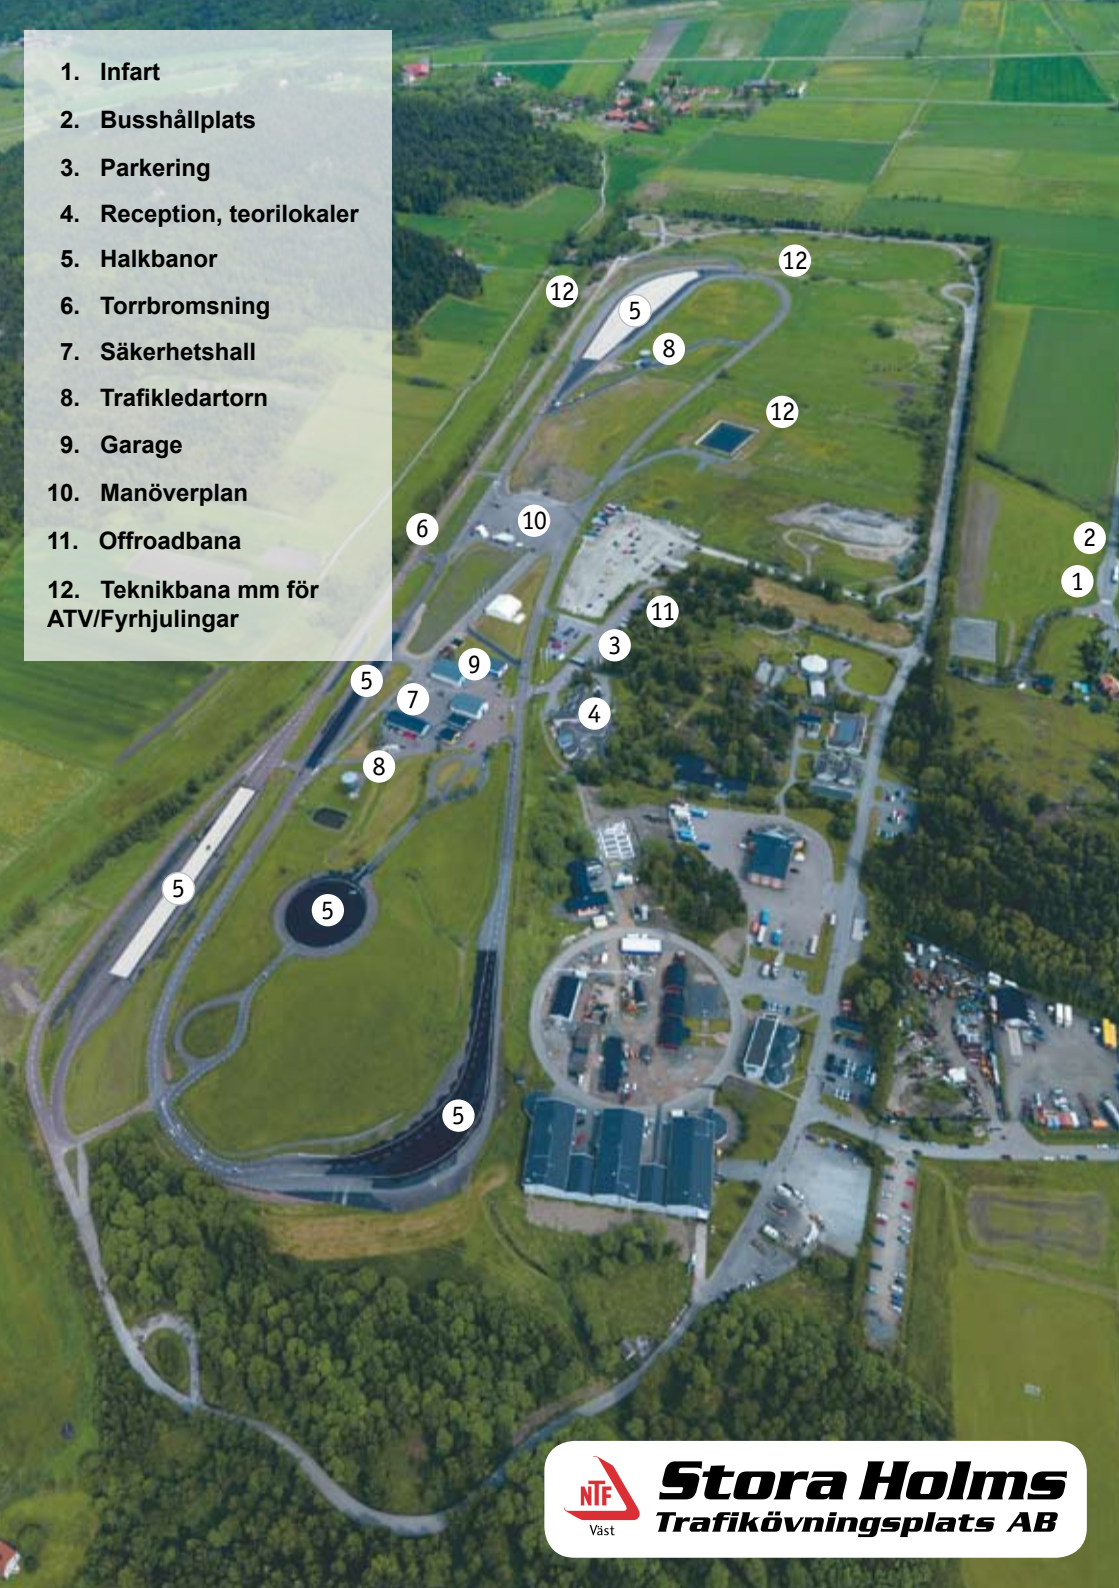 1. Infart
2. Busshållplats
3. Parkering
4. Reception, teorilokaler
5. Halkbanor
6. Torrbromsning
7. Säkerhetshall
8. Trafikledartorn
9. Garage
10. Manöverplan
11. Offroadbana
12. Teknikbana mm för
ATV/Fyrhjulingar
12
12
5
8
12
6
10
2
1
11
3
9
5
7
4
8
5
5
5
NTF
Väst
Stora Holms
Trafikövningsplats AB